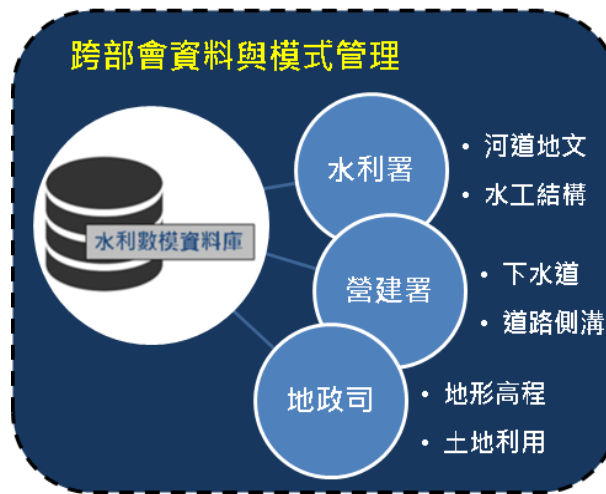 跨部會資料與模式管理
水利數模資料庫
水利署
• 河道地文
• 水工結構
營建署
• 下水道
• 道路側溝
地政司
• 地形高程
• 土地利用